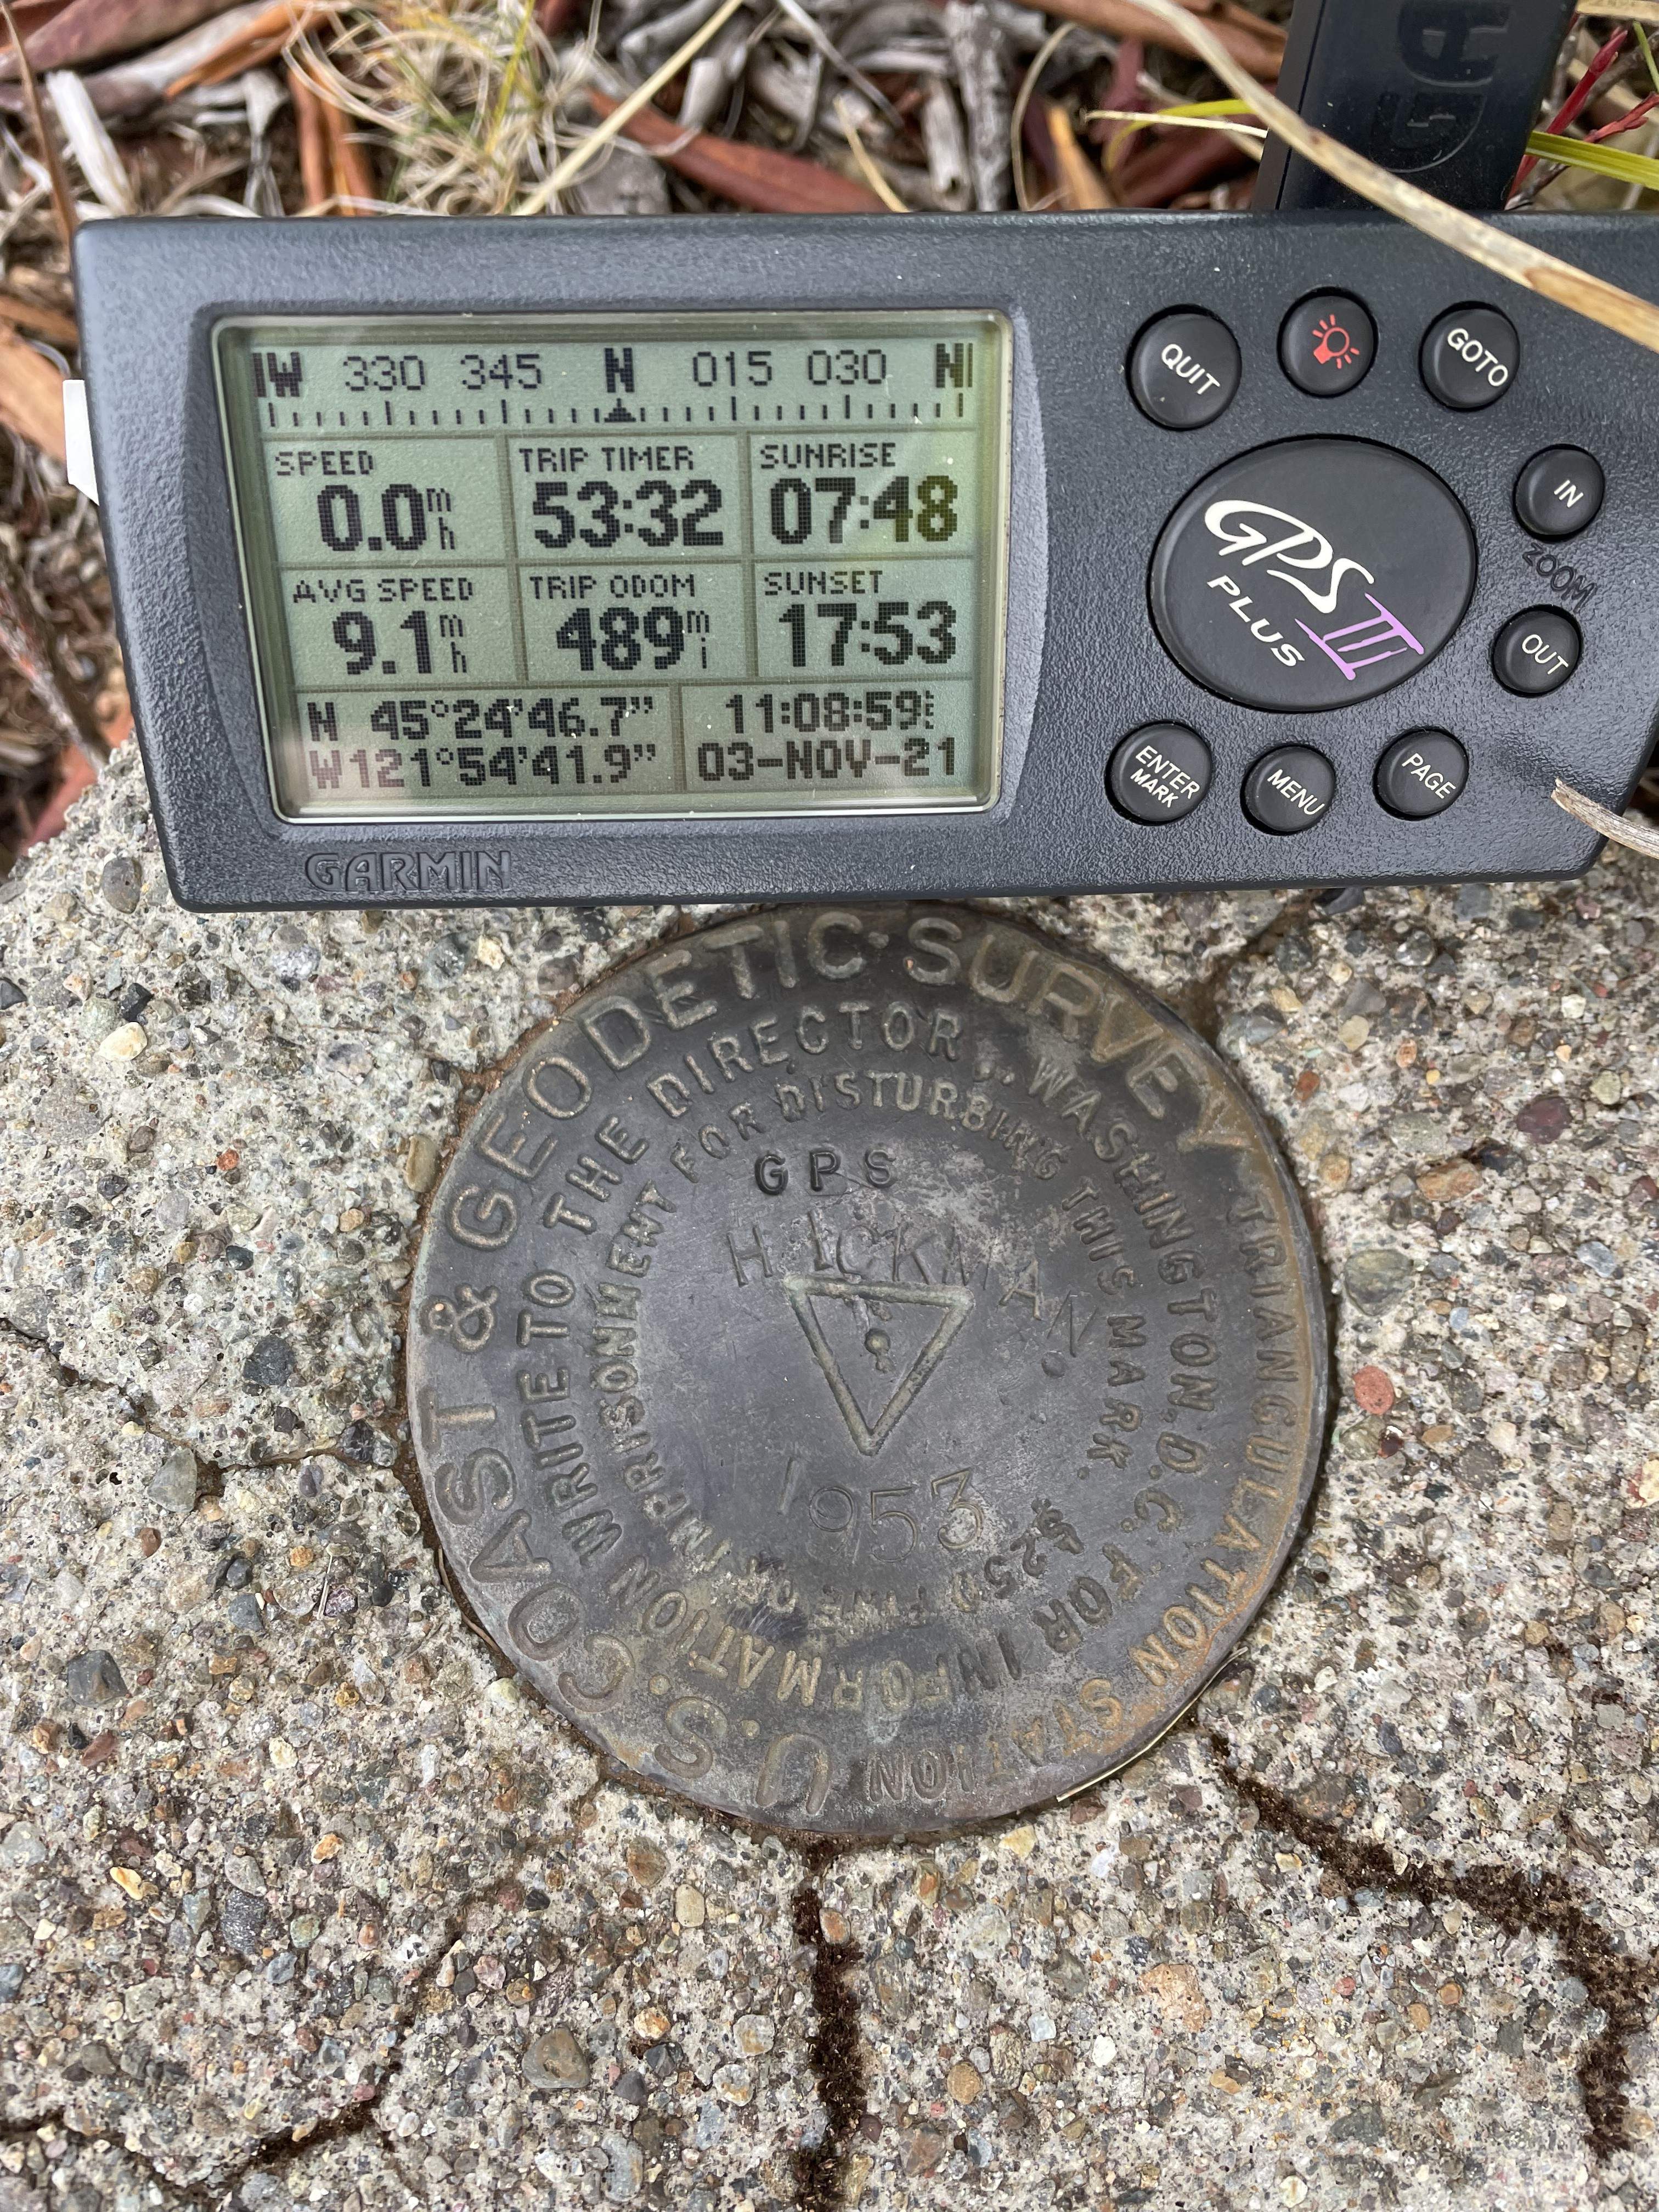 IW 330 345 N 015 030 N
SPEED TRIP TIMER SUNRISE
0.0 mh 53:32 07:48
AVG SPEED TRIP ODOM SUNSET
9.1 mh 489 mi 17:53
N 45°24'46.7" 11:08:59
W121°54'41.9" 03-NOV-21
GARMIN
QUIT
GOTO
IN
ZOOM
OUT
GPS III
PLUS
ENTER
MARK
MENU
PAGE
U.S. COAST & GEODETIC SURVEY TRIANGULATION STATION
FOR INFORMATION WRITE TO THE DIRECTOR, WASHINGTON, D.C.
$250 FINE OR IMPRISONMENT FOR DISTURBING THIS MARK.
GPS
HICKMAN
1953
NO 1